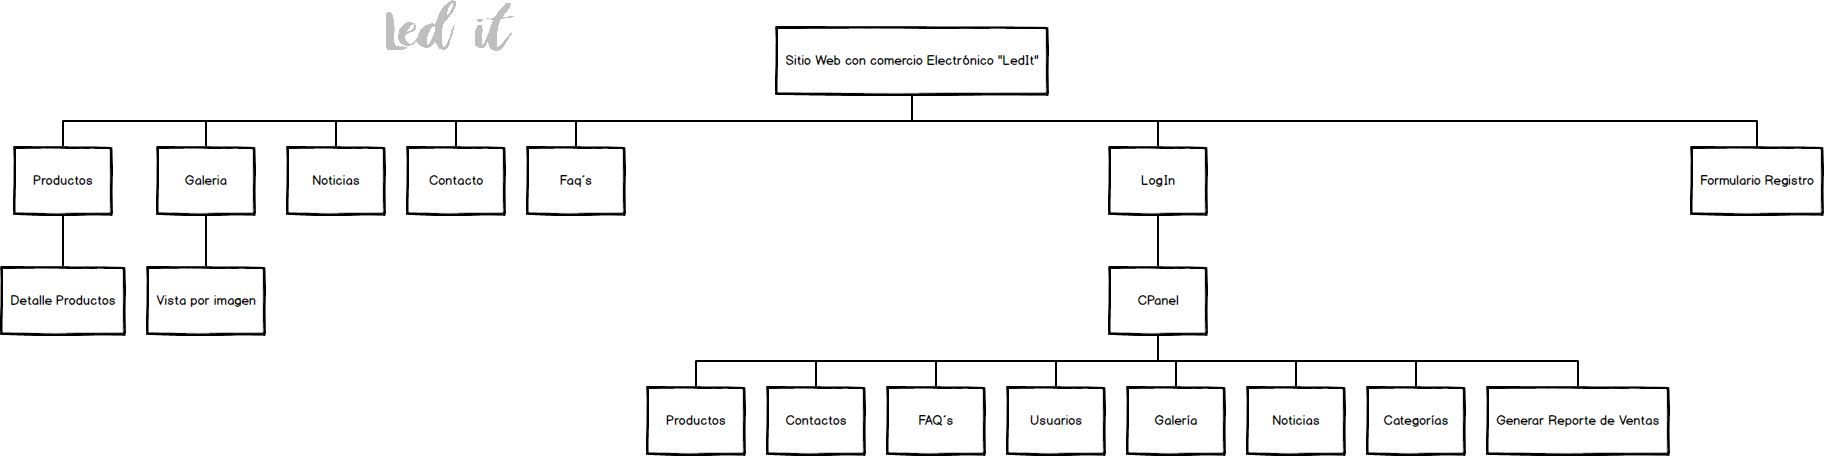 Led it
Sitio Web con comercio Electrónico "LedIt"
Productos
Galeria
Noticias
Contacto
Faq´s
LogIn
Formulario Registro
Detalle Productos
Vista por imagen
CPanel
Productos
Contactos
FAQ´s
Usuarios
Galería
Noticias
Categorías
Generar Reporte de Ventas